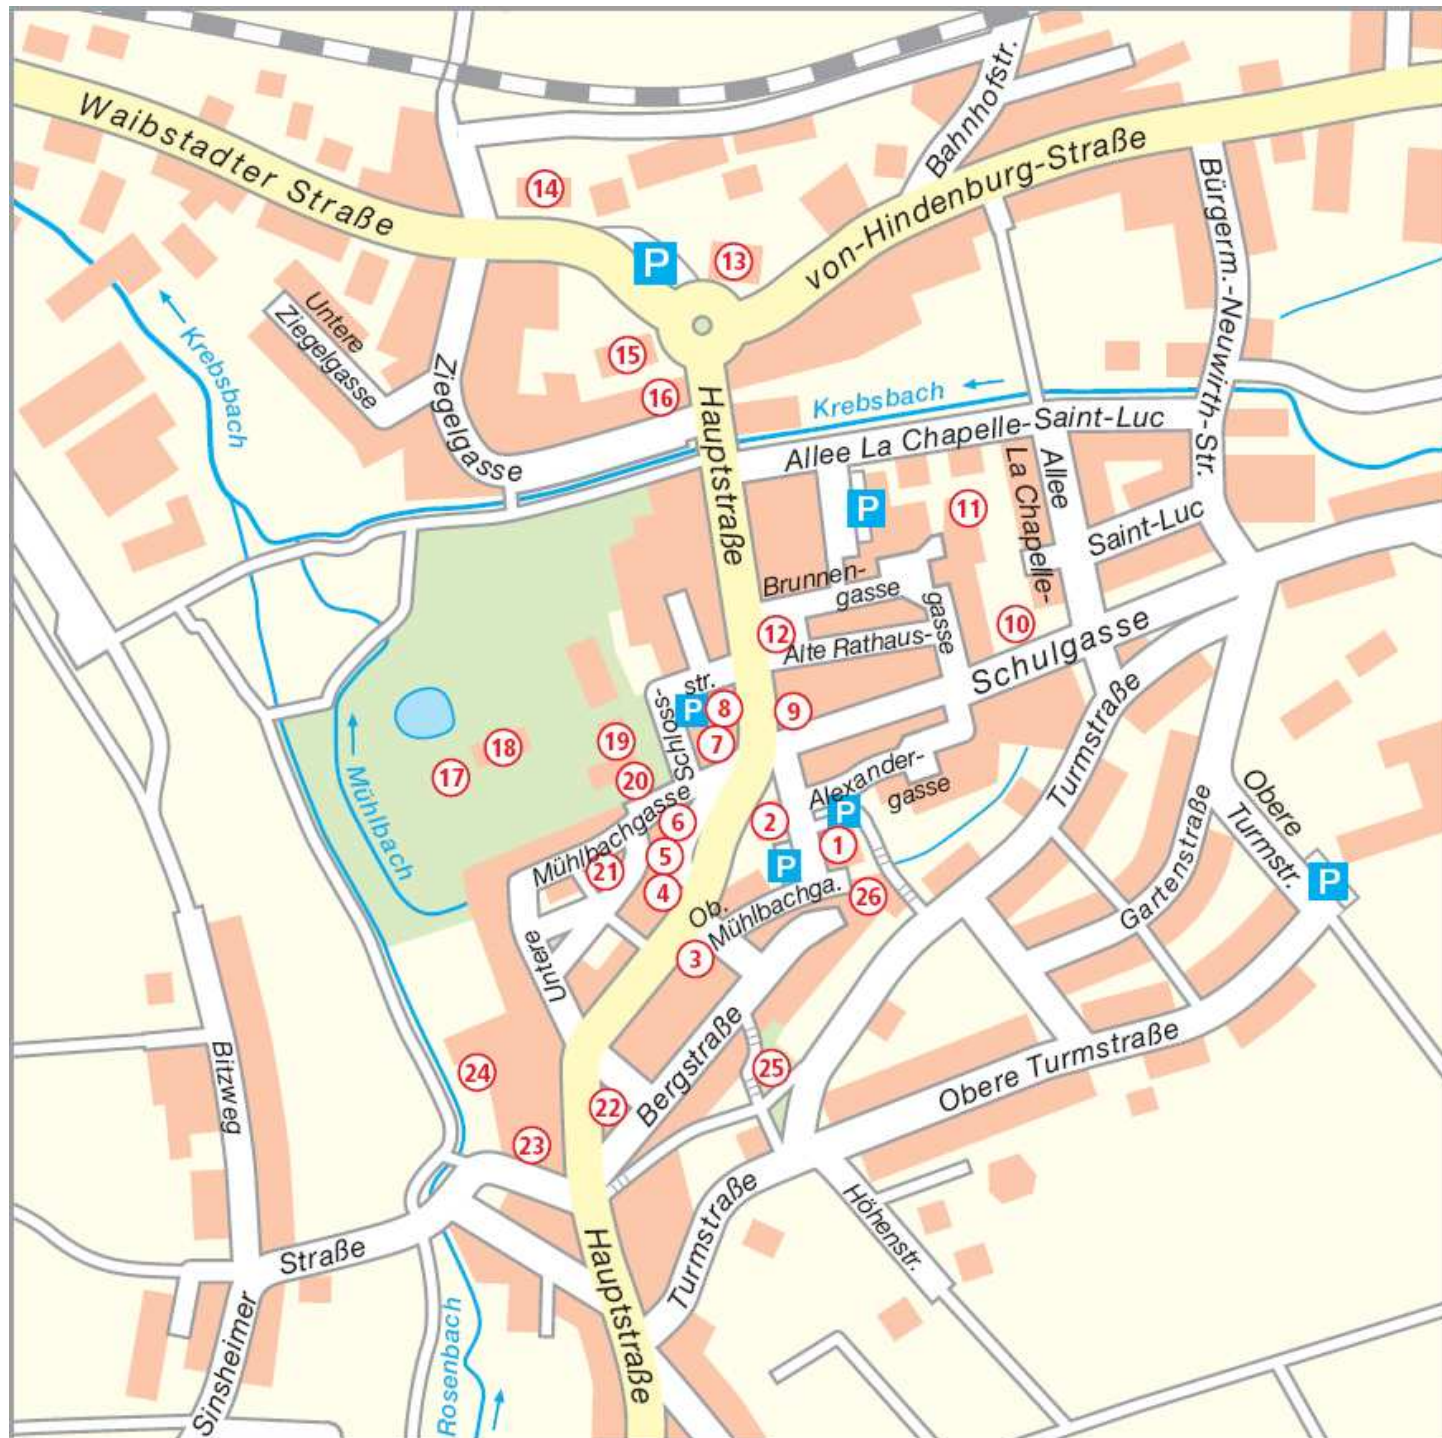 Waibstadter Straße
Bahnhofstr.
von-Hindenburg-Straße
Bürgerm.-Neuwirth-Str.
14
P
13
Untere
Ziegelgasse
Krebsbach
Ziegelgasse
15
16
Hauptstraße
Krebsbach
Allee La Chapelle-Saint-Luc
Allee
La Chapelle-
Saint-Luc
P
11
Brunnen-
gasse
12
Alte Rathaus-
gasse
10
Schulgasse
Schloss-
str.
P
8
9
7
19
18
17
20
Mühlbach
Mühlbachgasse
Untere
6
5
4
21
2
Alexander-
gasse
P
1
P
26
Ob.
Mühlbachga.
3
Turmstraße
Gartenstraße
Obere
Turmstr.
P
Bergstraße
25
Obere Turmstraße
24
22
23
Bitzweg
Turmstraße
Höhenstr.
Sinsheimer
Straße
Hauptstraße
Rosenbach